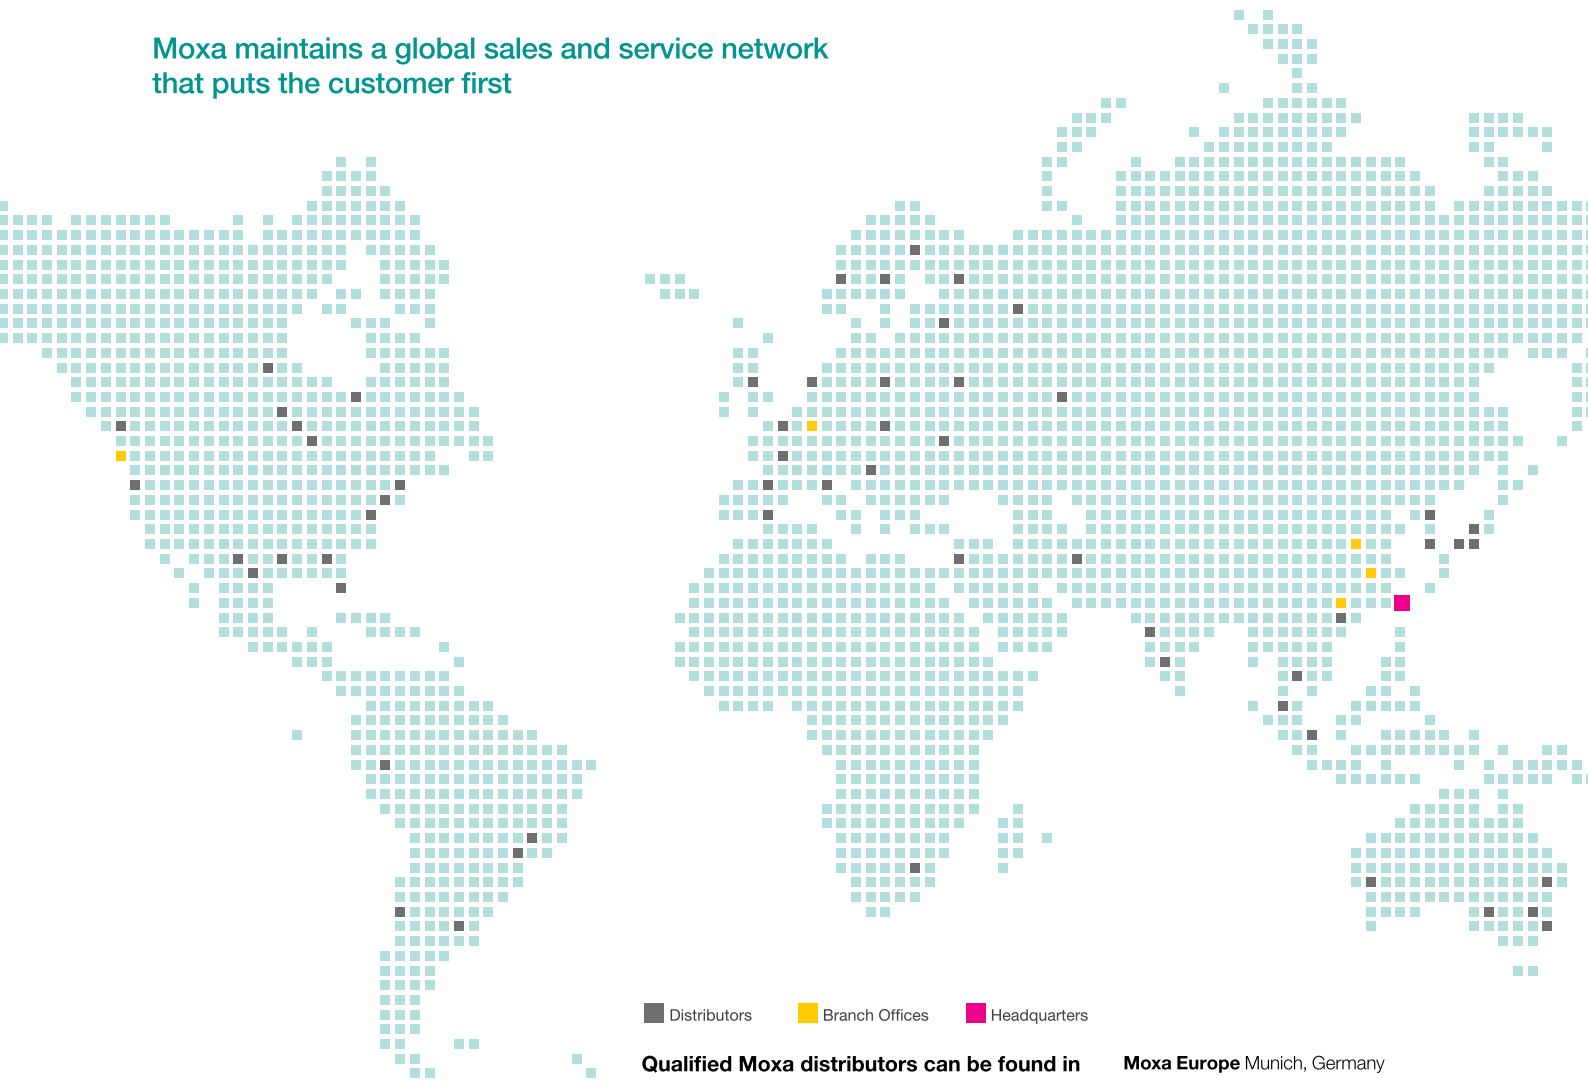 Moxa maintains a global sales and service network
that puts the customer first
Distributors
Branch Offices
Headquarters
Qualified Moxa distributors can be found in
Moxa Europe Munich, Germany